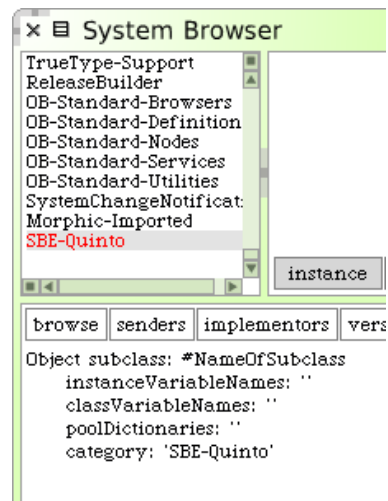 System Browser
TrueType-Support
ReleaseBuilder
OB-Standard-Browsers
OB-Standard-Definition
OB-Standard-Nodes
OB-Standard-Services
OB-Standard-Utilities
SystemChangeNotificat
Morphic-Imported
SBE-Quinto
instance
browse senders implementors vers
Object subclass: #NameOfSubclass
instanceVariableNames: ''
classVariableNames: ''
poolDictionaries: ''
category: 'SBE-Quinto'